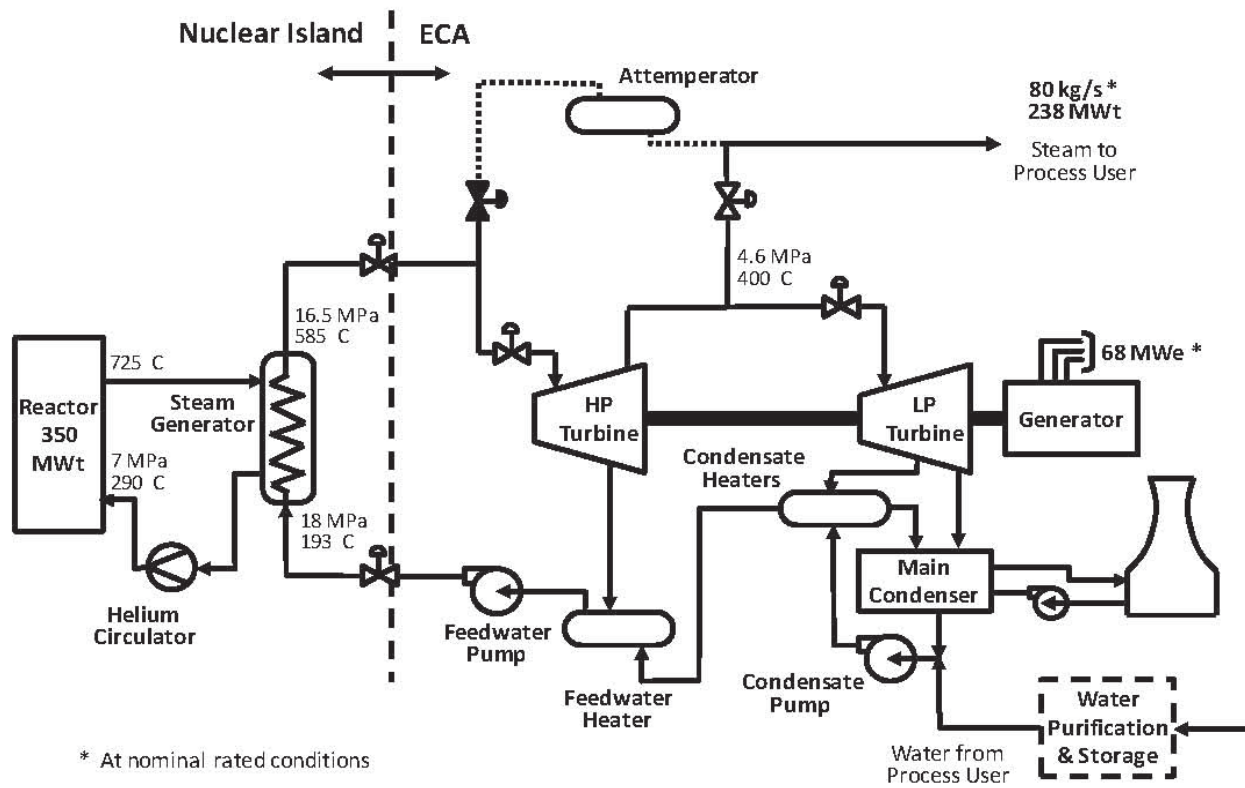 Nuclear Island
ECA
Attemperator
80 kg/s *
238 MWt
Steam to
Process User
4.6 MPa
400 C
16.5 MPa
585 C
725 C
Steam
Generator
Reactor
350
MWt
7 MPa
290 C
HP
Turbine
LP
Turbine
68 MWe *
Generator
Condensate
Heaters
18 MPa
193 C
Helium
Circulator
Feedwater
Pump
Main
Condenser
Feedwater
Heater
Condensate
Pump
Water
Purification
& Storage
Water from
Process User
* At nominal rated conditions